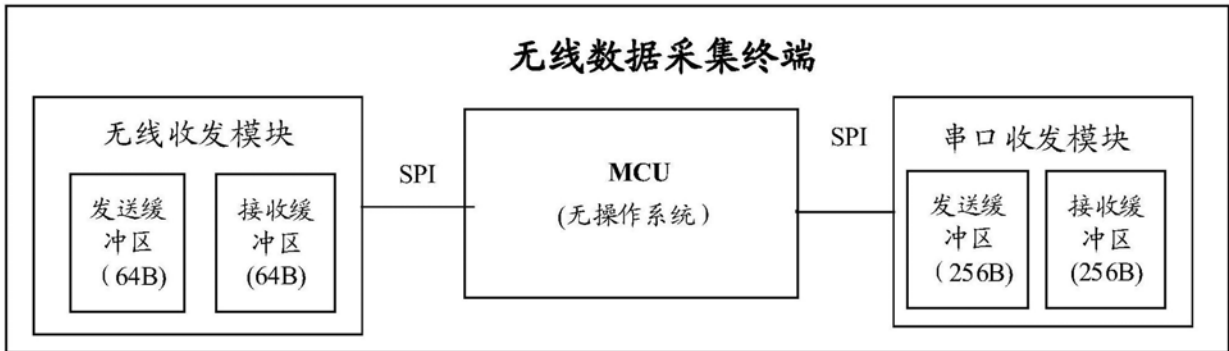 无线数据采集终端
无线收发模块
发送缓
冲区
（64B)
接收缓
冲区
(64B)
SPI
MCU
(无操作系统）
SPI
串口收发模块
发送缓
冲区
（256B)
接收缓
冲区
(256B)